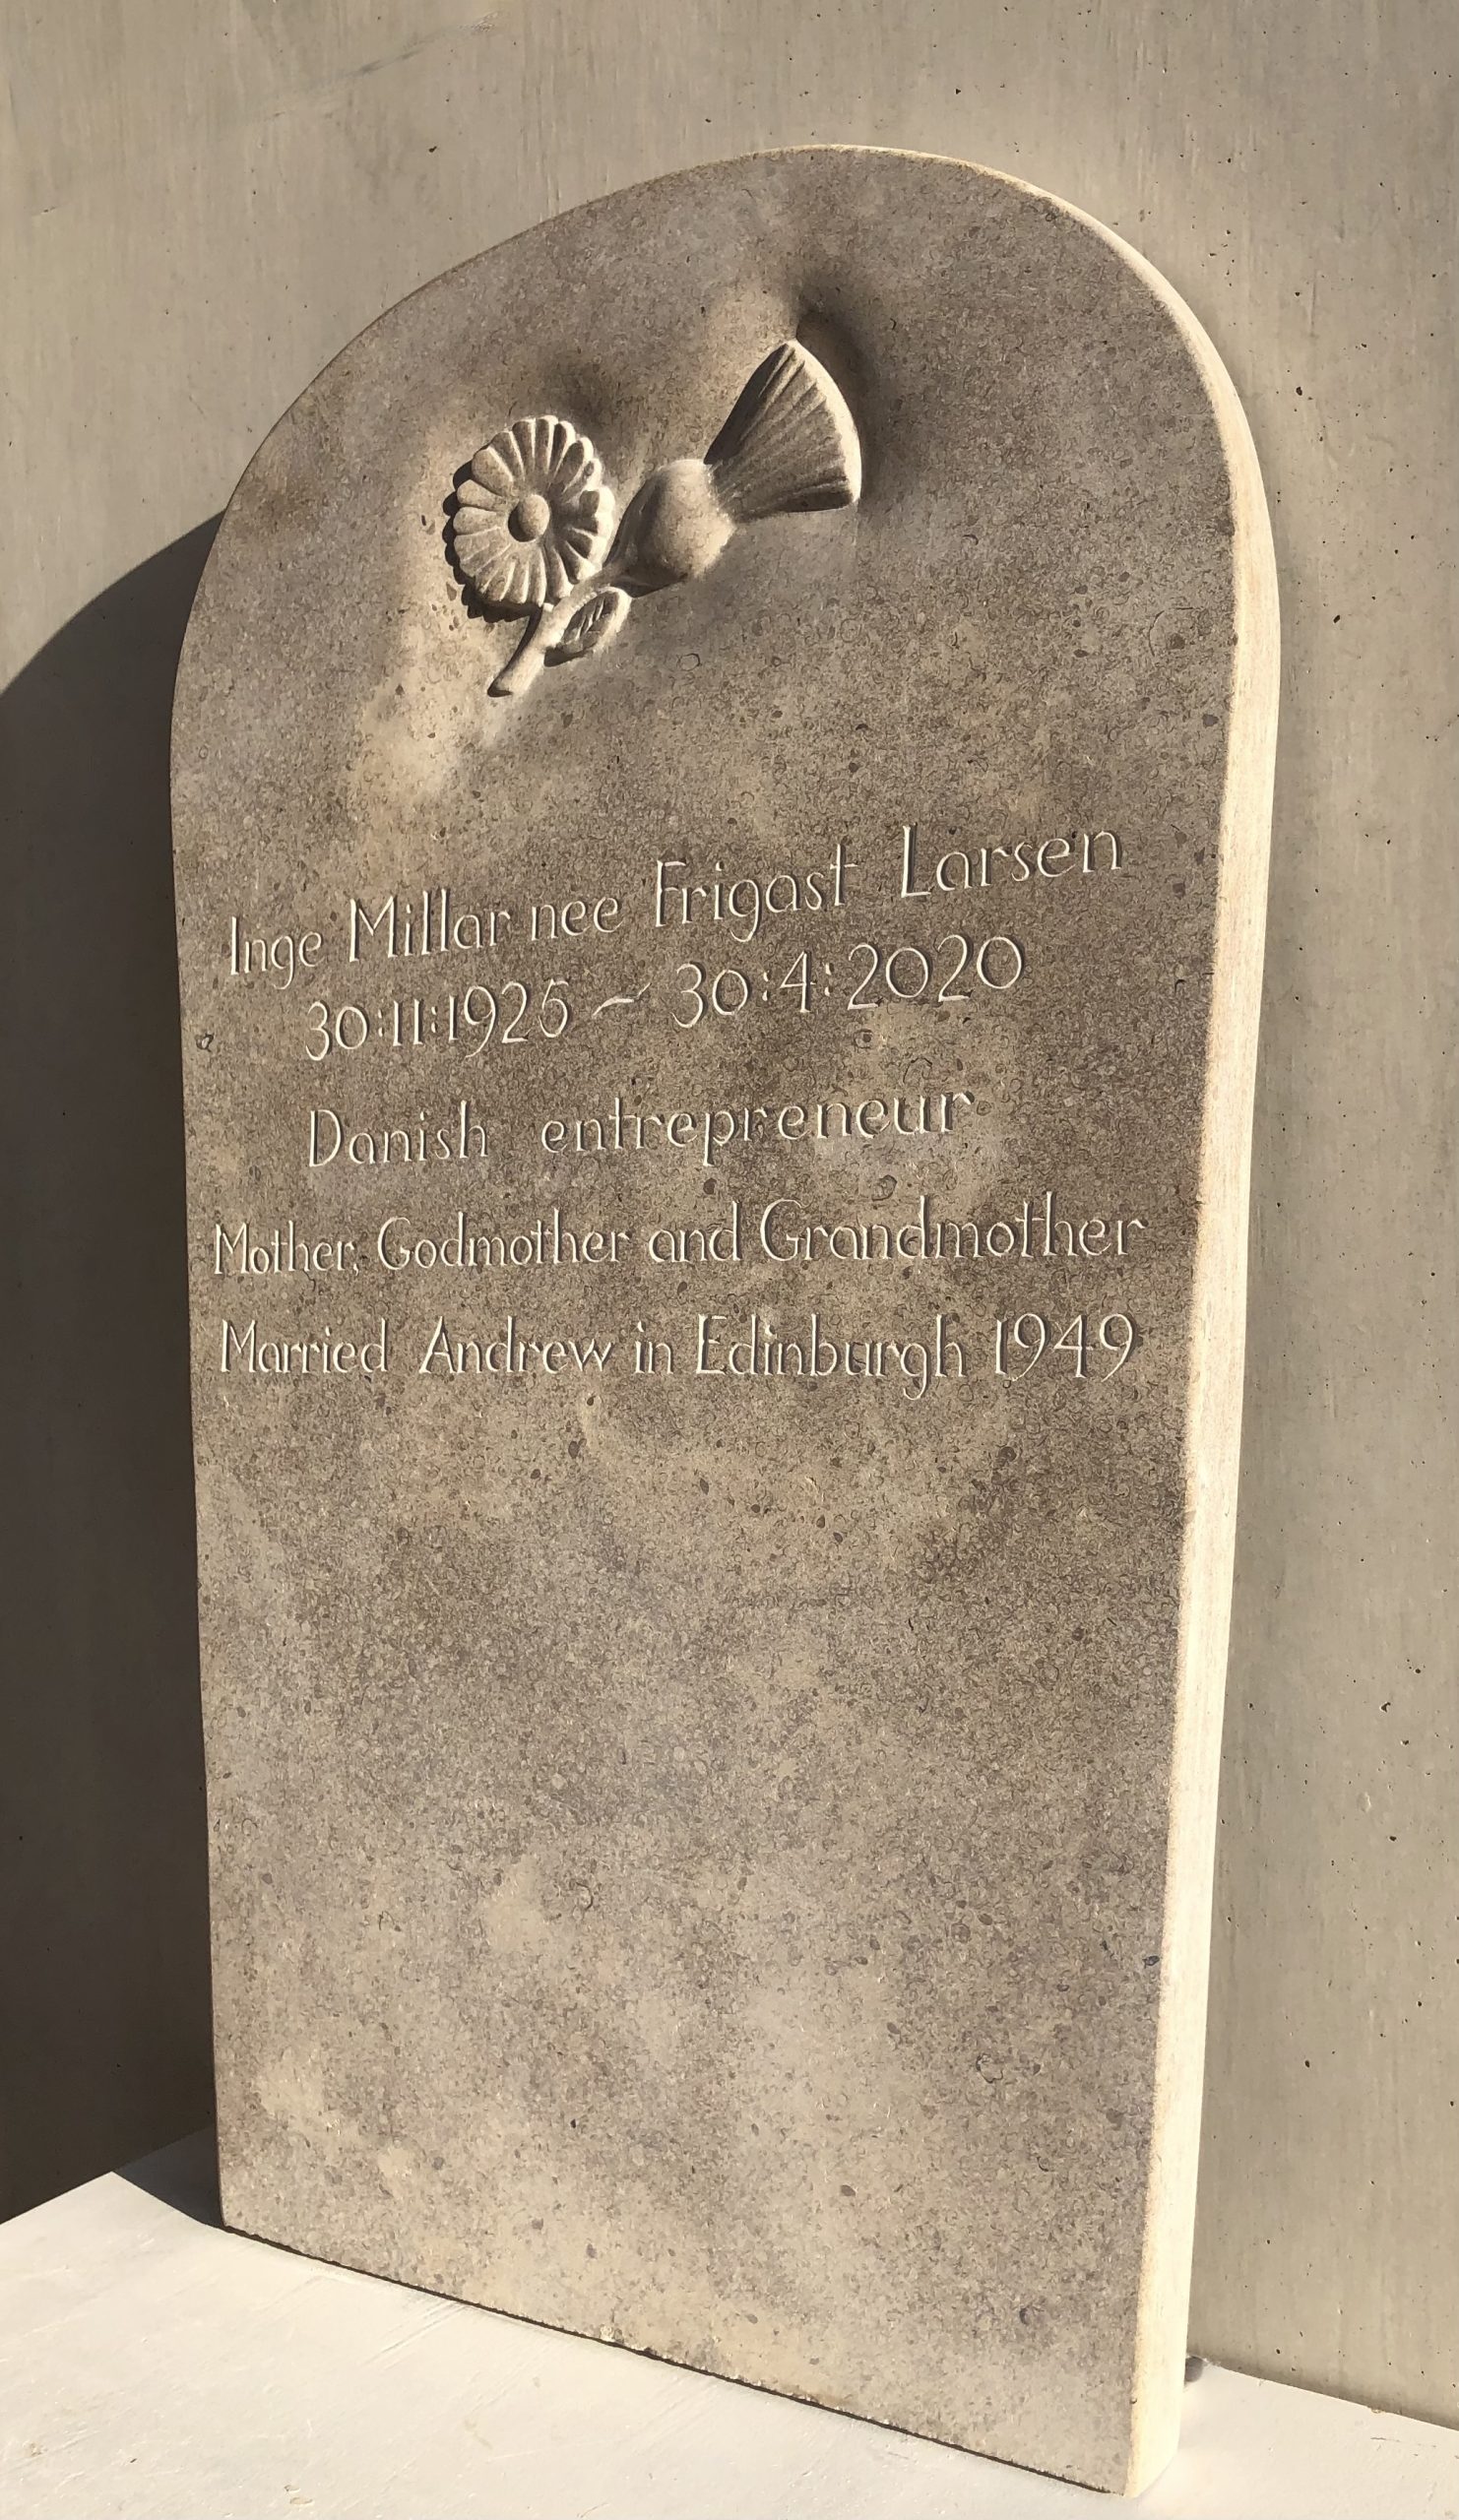 Inge Millar nee Frigast Larsen
30:11:1925 ~ 30:4:2020
Danish entrepreneur
Mother, Godmother and Grandmother
Married Andrew in Edinburgh 1949